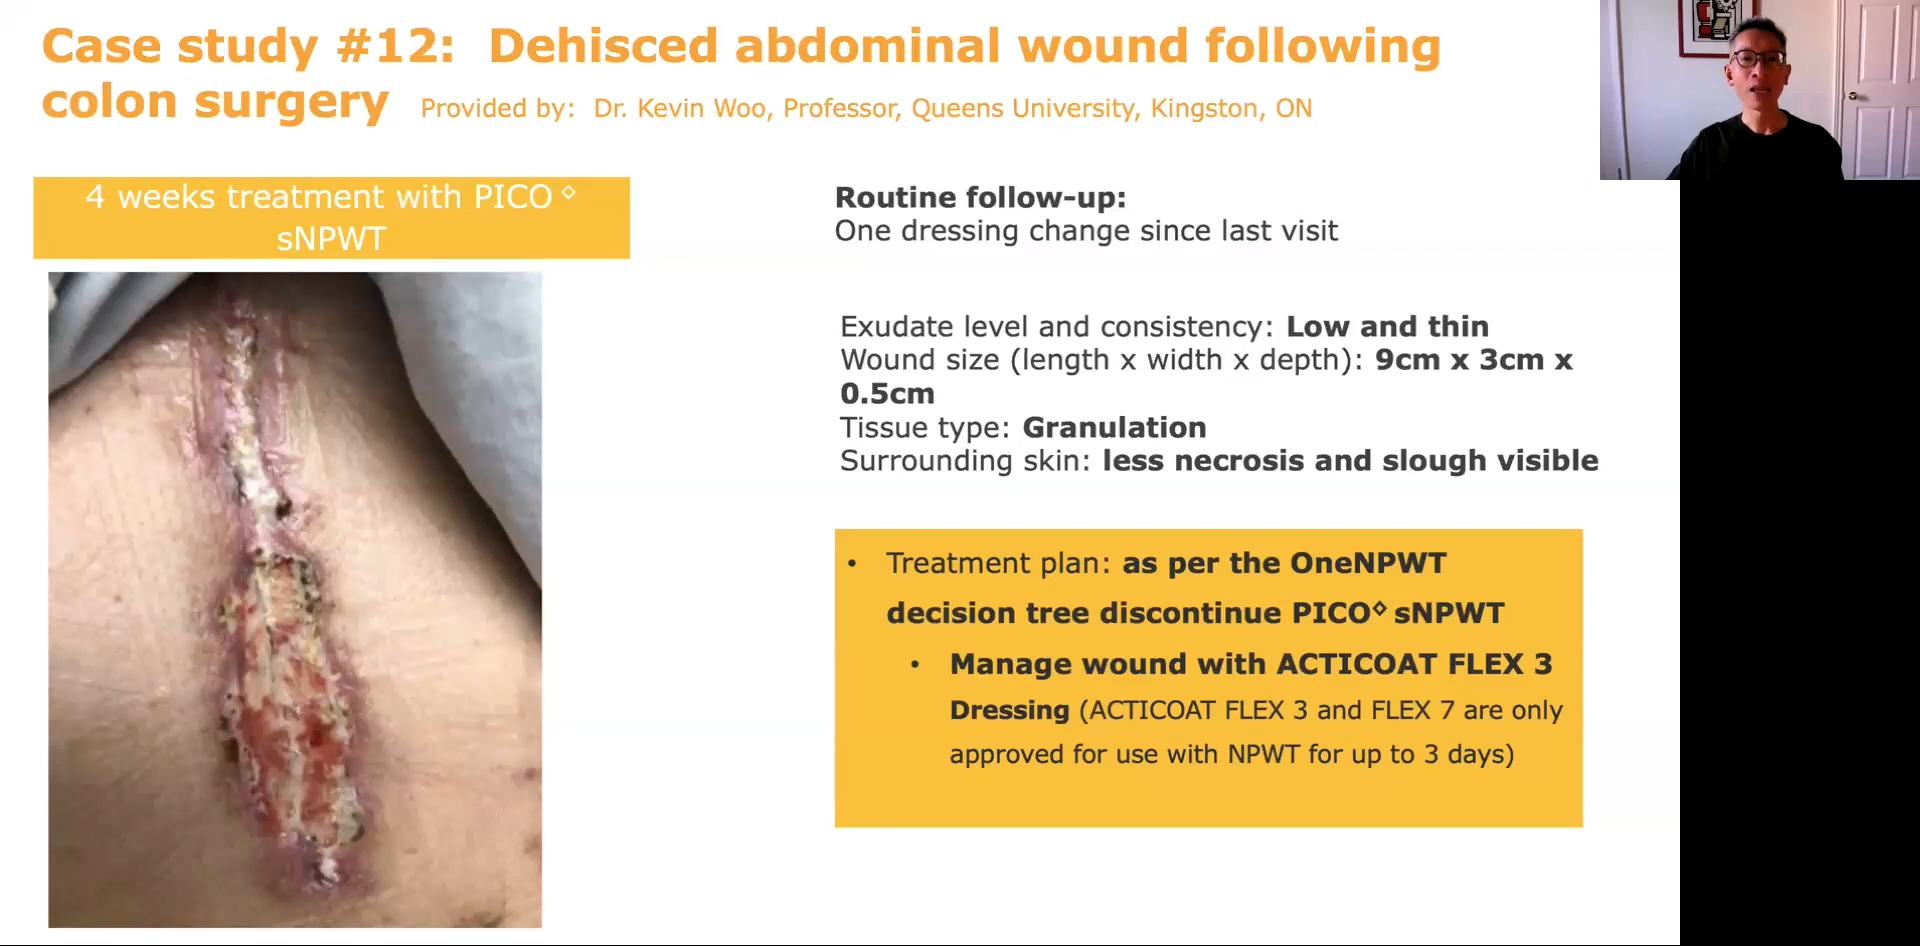 Case study #12: Dehisced abdominal wound following
colon surgery Provided by: Dr. Kevin Woo, Professor, Queens University, Kingston, ON
4 weeks treatment with PICO◊
sNPWT
Routine follow-up:
One dressing change since last visit
Exudate level and consistency: Low and thin
Wound size (length x width x depth): 9cm x 3cm x
0.5cm
Tissue type: Granulation
Surrounding skin: less necrosis and slough visible
• Treatment plan: as per the OneNPWT
decision tree discontinue PICO◊ sNPWT
• Manage wound with ACTICOAT FLEX 3
Dressing (ACTICOAT FLEX 3 and FLEX 7 are only
approved for use with NPWT for up to 3 days)